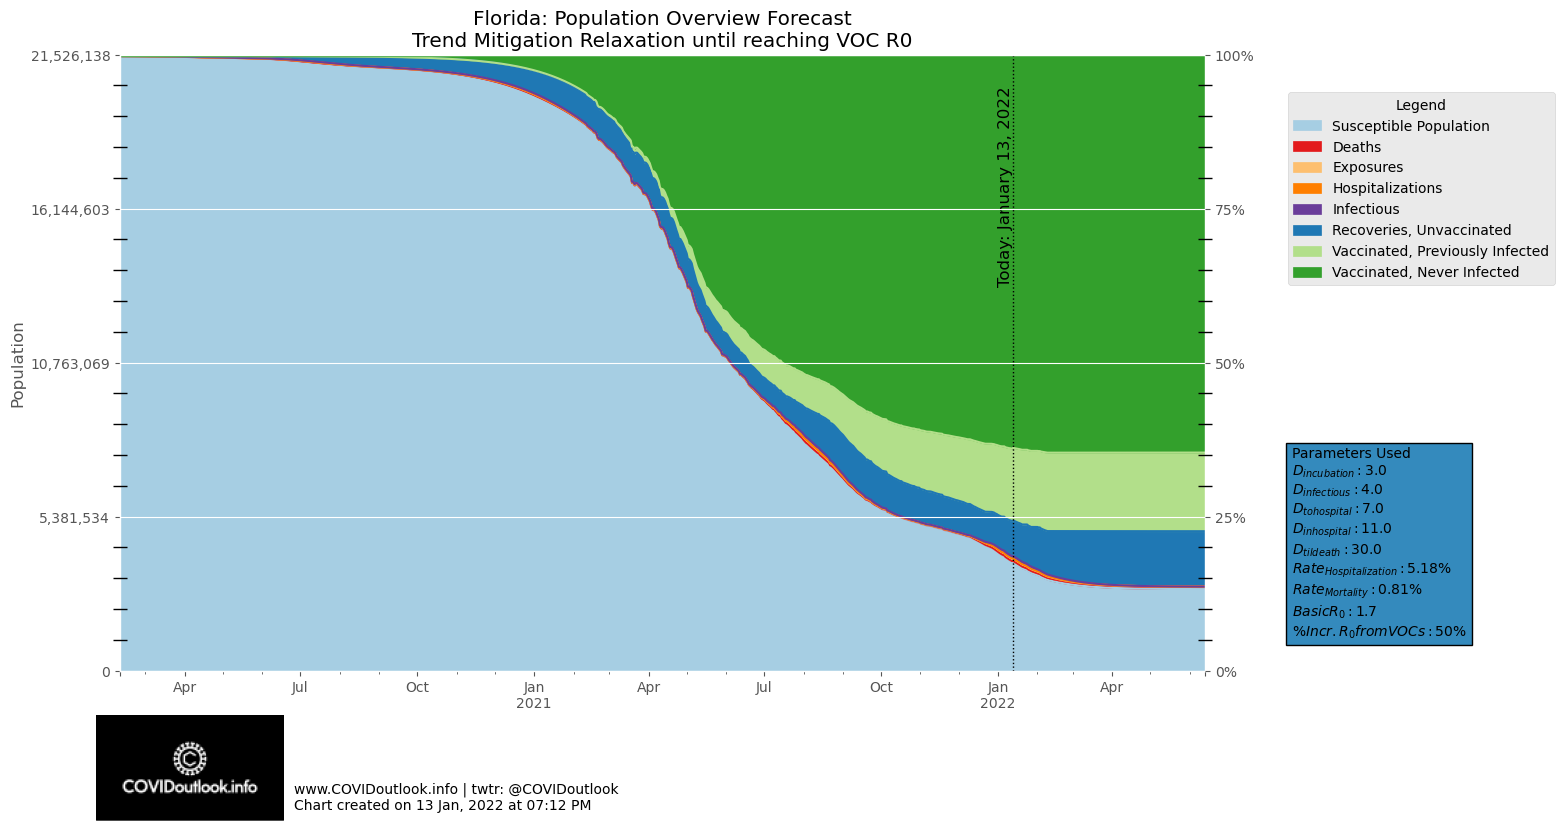 Florida: Population Overview Forecast
Trend Mitigation Relaxation until reaching VOC R0
21,526,138
16,144,603
10,763,069
5,381,534
0
Population
100%
75%
50%
25%
0%
Today: January 13, 2022
Apr
Jul
Oct
Jan
2021
Apr
Jul
Oct
Jan
2022
Apr
Legend
Susceptible Population
Deaths
Exposures
Hospitalizations
Infectious
Recoveries, Unvaccinated
Vaccinated, Previously Infected
Vaccinated, Never Infected
Parameters Used
Dincubation : 3.0
Dinfectious : 4.0
Dtohospital : 7.0
Dinhospital : 11.0
Dtildeath : 30.0
RateHospitalization : 5.18%
RateMortality : 0.81%
BasicR0 : 1.7
%Incr.R0fromVOCs : 50%
COVIDoutlook.info
www.COVIDoutlook.info | twtr: @COVIDoutlook
Chart created on 13 Jan, 2022 at 07:12 PM